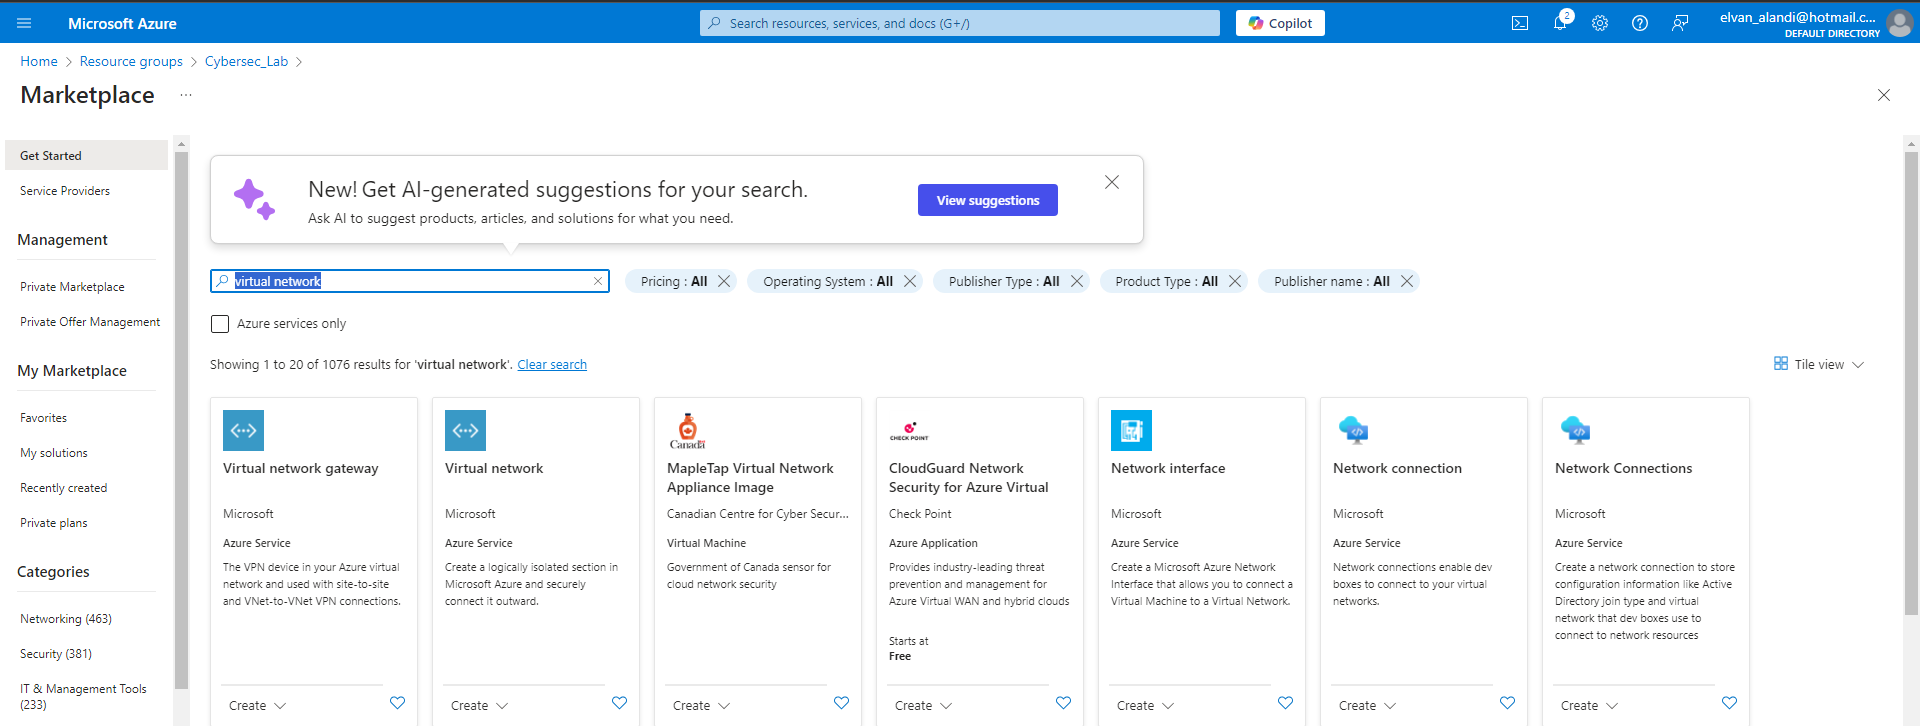 Microsoft Azure
Search resources, services, and docs (G+/)
Copilot
2
elvan_alandi@hotmail.c...
DEFAULT DIRECTORY
Home > Resource groups > Cybersec_Lab >
Marketplace ...
Get Started
Service Providers
Management
Private Marketplace
Private Offer Management
My Marketplace
Favorites
My solutions
Recently created
Private plans
Categories
Networking (463)
Security (381)
IT & Management Tools
(233)
New! Get AI-generated suggestions for your search.
Ask AI to suggest products, articles, and solutions for what you need.
View suggestions
virtual network
Pricing : All
Operating System : All
Publisher Type : All
Product Type : All
Publisher name : All
Azure services only
Showing 1 to 20 of 1076 results for 'virtual network'. Clear search
Tile view
Virtual network gateway
Microsoft
Azure Service
The VPN device in your Azure virtual
network and used with site-to-site
and VNet-to-VNet VPN connections.
Create
Virtual network
Microsoft
Azure Service
Create a logically isolated section in
Microsoft Azure and securely
connect it outward.
Create
Canada
MapleTap Virtual Network
Appliance Image
Canadian Centre for Cyber Secur...
Virtual Machine
Government of Canada sensor for
cloud network security
Create
CHECK POINT
CloudGuard Network
Security for Azure Virtual
Check Point
Azure Application
Provides industry-leading threat
prevention and management for
Azure Virtual WAN and hybrid clouds
Starts at
Free
Create
Network interface
Microsoft
Azure Service
Create a Microsoft Azure Network
Interface that allows you to connect a
Virtual Machine to a Virtual Network.
Create
Network connection
Microsoft
Azure Service
Network connections enable dev
boxes to connect to your virtual
networks.
Create
Network Connections
Microsoft
Azure Service
Create a network connection to store
configuration information like Active
Directory join type and virtual
network that dev boxes use to
connect to network resources
Create